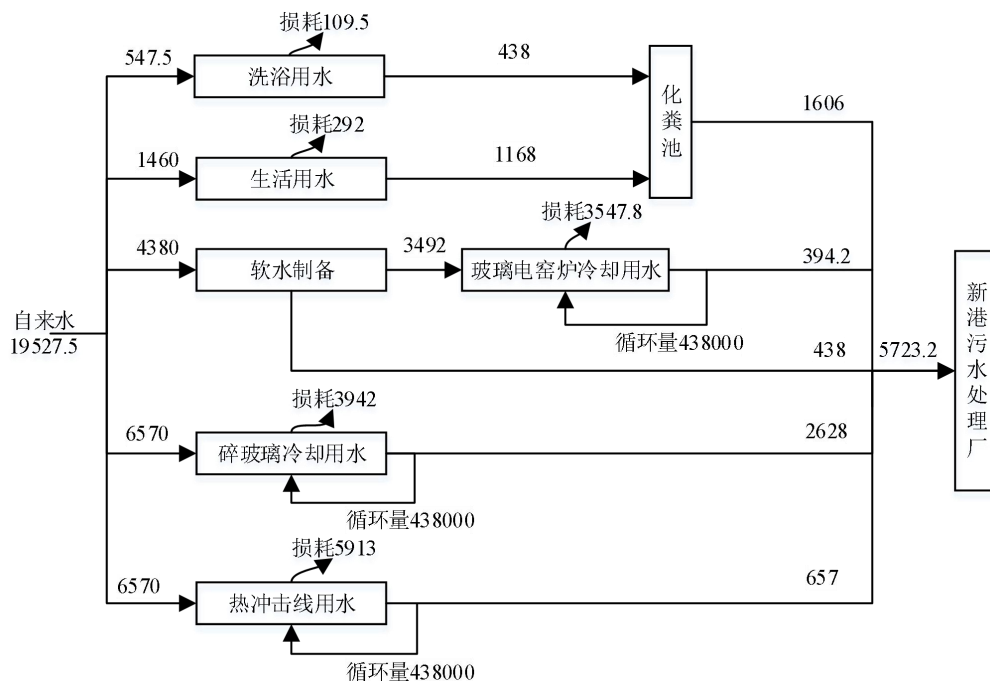 损耗109.5
547.5
洗浴用水
438
化粪池
1606
损耗292
1460
生活用水
1168
损耗3547.8
4380
软水制备
3492
玻璃电窑炉冷却用水
394.2
循环量438000
自来水
19527.5
438
5723.2
新港污水处理厂
损耗3942
6570
碎玻璃冷却用水
2628
循环量438000
损耗5913
6570
热冲击线用水
657
循环量438000